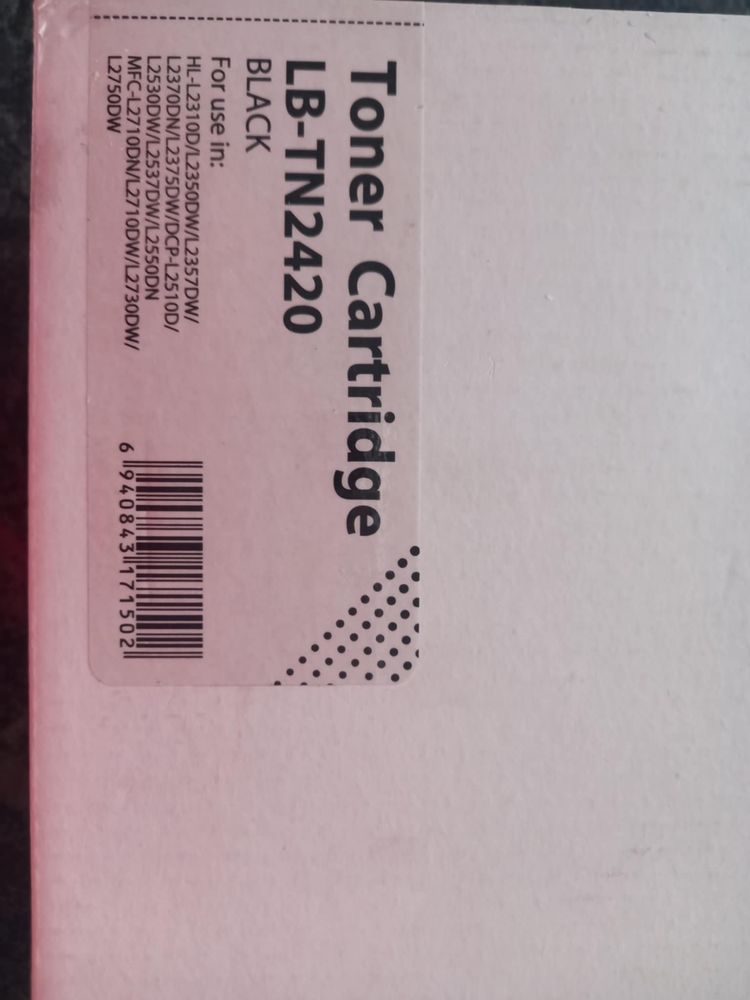 Toner Cartridge
LB-TN2420
BLACK
For use in:
HL-L2310D/L2350DW/L2357DW/
L2370DN/L2375DW/DCP-L2510D/
L2530DW/L2537DW/L2550DN
MFC-L2710DN/L2710DW/L2730DW/
L2750DW
6 940843 171502